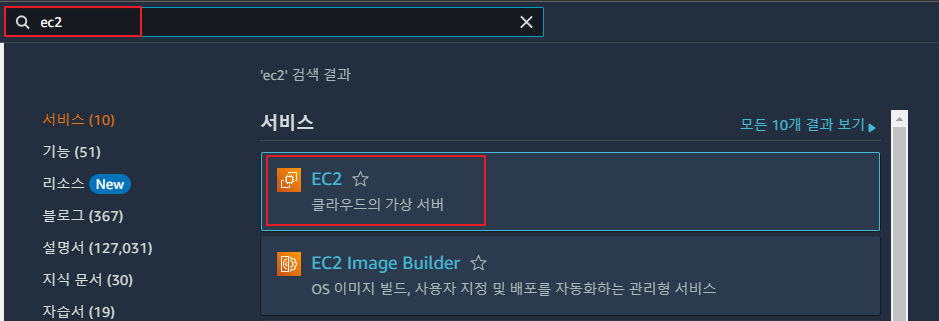 ec2
'ec2' 검색 결과
서비스 (10)
기능 (51)
리소스 New
블로그 (367)
설명서 (127,031)
지식 문서 (30)
자습서 (19)
서비스
모든 10개 결과 보기
EC2
클라우드의 가상 서버
EC2 Image Builder
OS 이미지 빌드, 사용자 지정 및 배포를 자동화하는 관리형 서비스